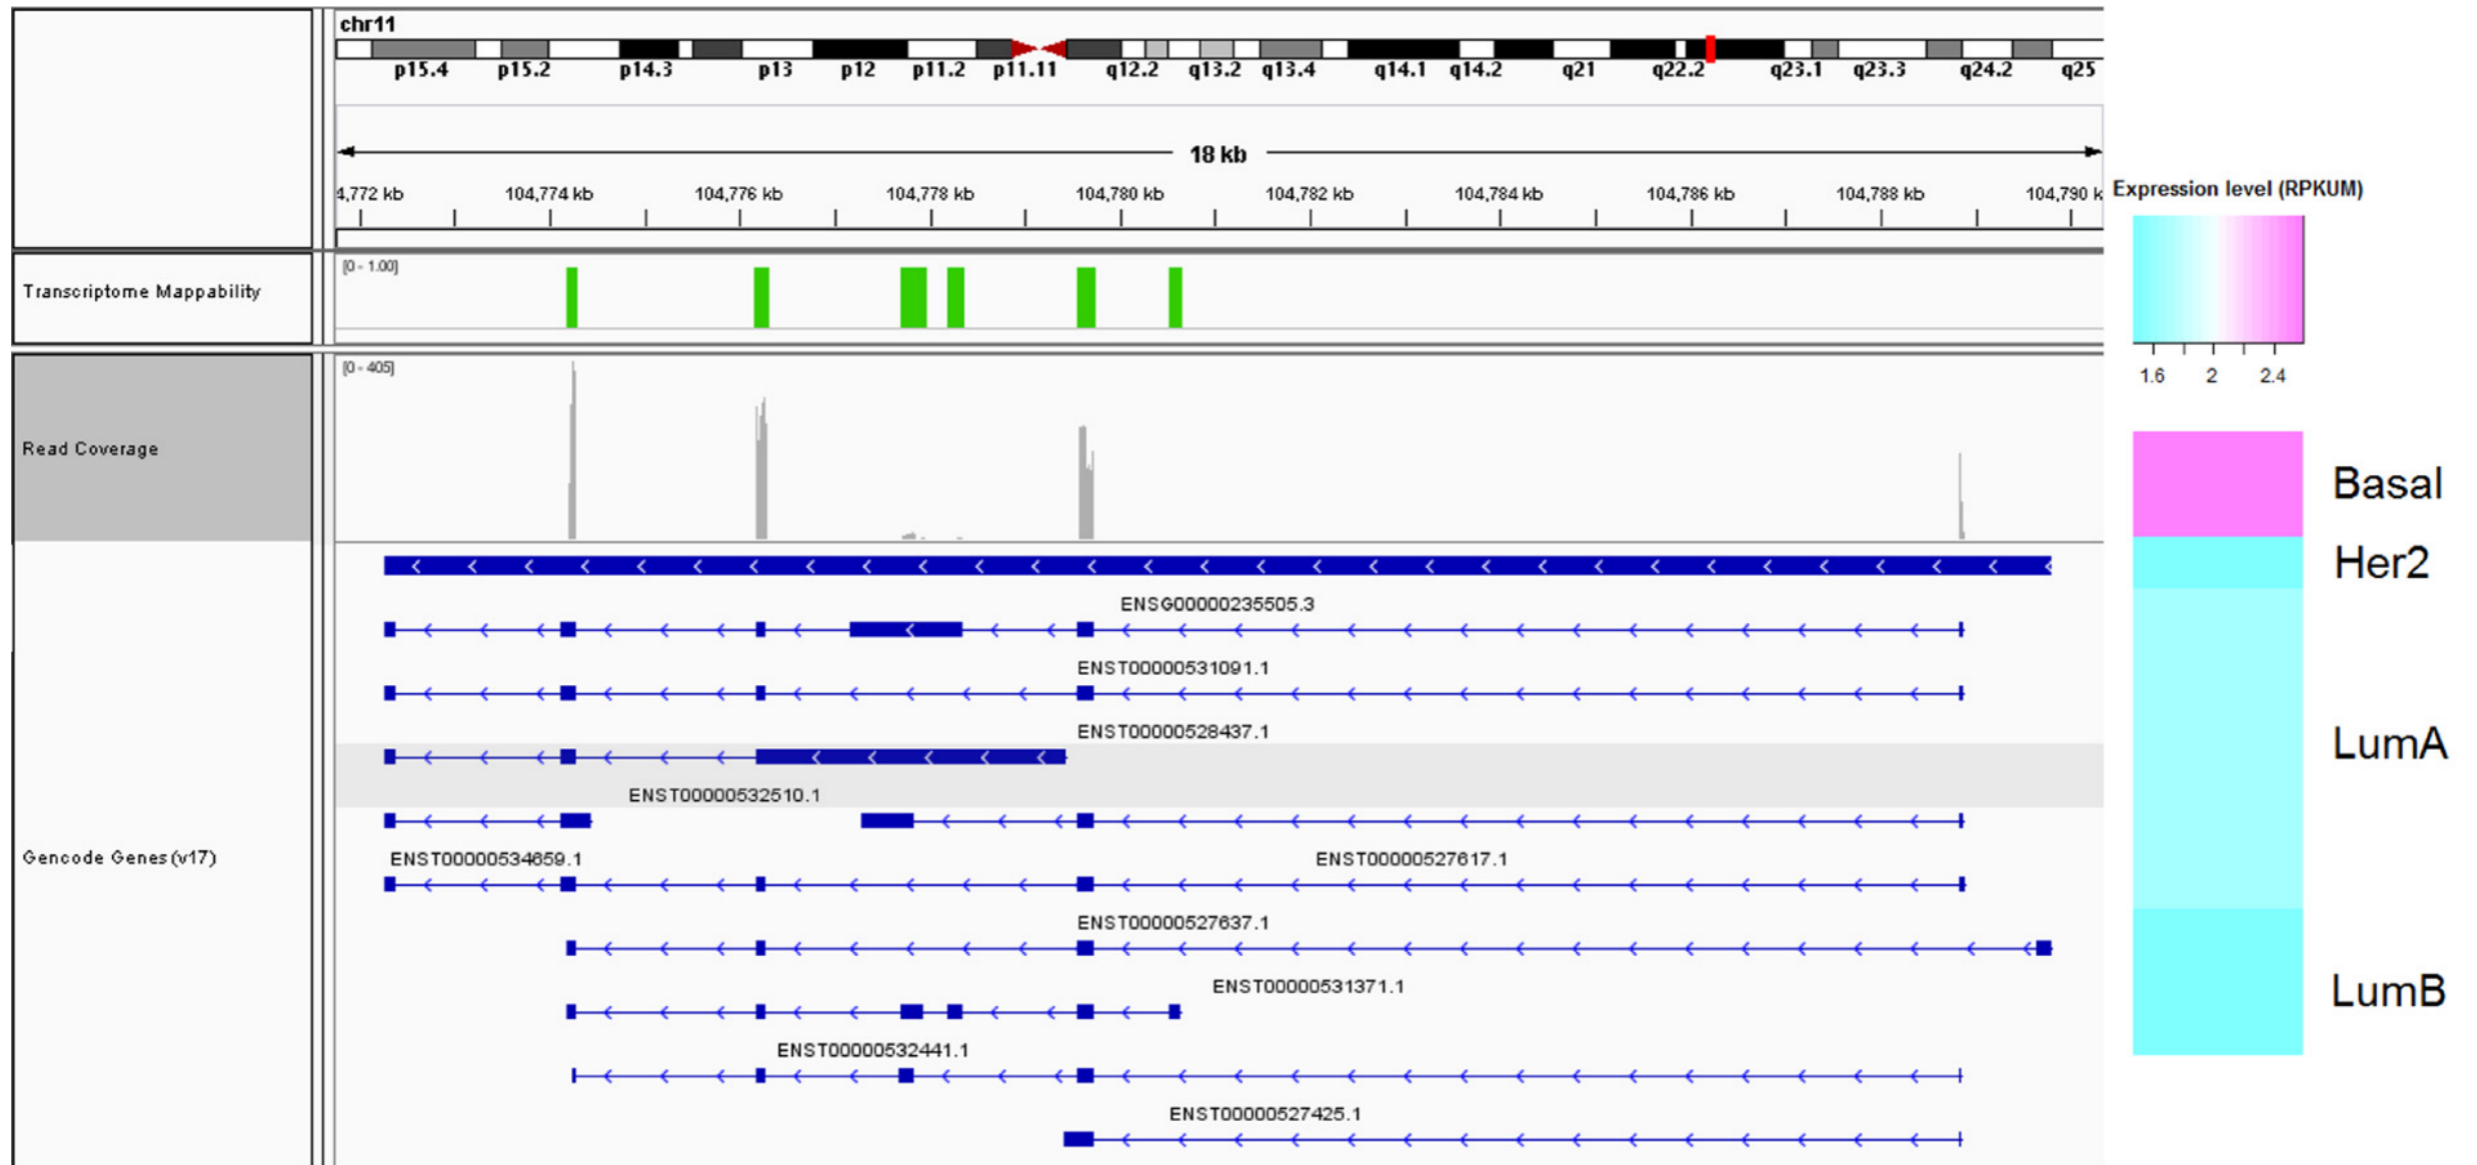 chr11
p15.4 p15.2 p14.3 p13 p12 p11.2 p11.11 q12.2 q13.2 q13.4 q14.1 q14.2 q21 q22.2 q23.1 q23.3 q24.2 q25
18 kb
4,772 kb 104,774 kb 104,776 kb 104,778 kb 104,780 kb 104,782 kb 104,784 kb 104,786 kb 104,788 kb 104,790 k
Expression level (RPKUM)
1.6 2 2.4
Transcriptome Mappability
[0 - 1.00]
Read Coverage
[0 - 405]
Basal
Her2
LumA
LumB
Gencode Genes (v17)
ENSG00000235505.3
ENST00000531091.1
ENST00000528437.1
ENST00000532510.1
ENST00000534659.1 ENST00000527617.1
ENST00000527637.1
ENST00000531371.1
ENST00000532441.1
ENST00000527425.1